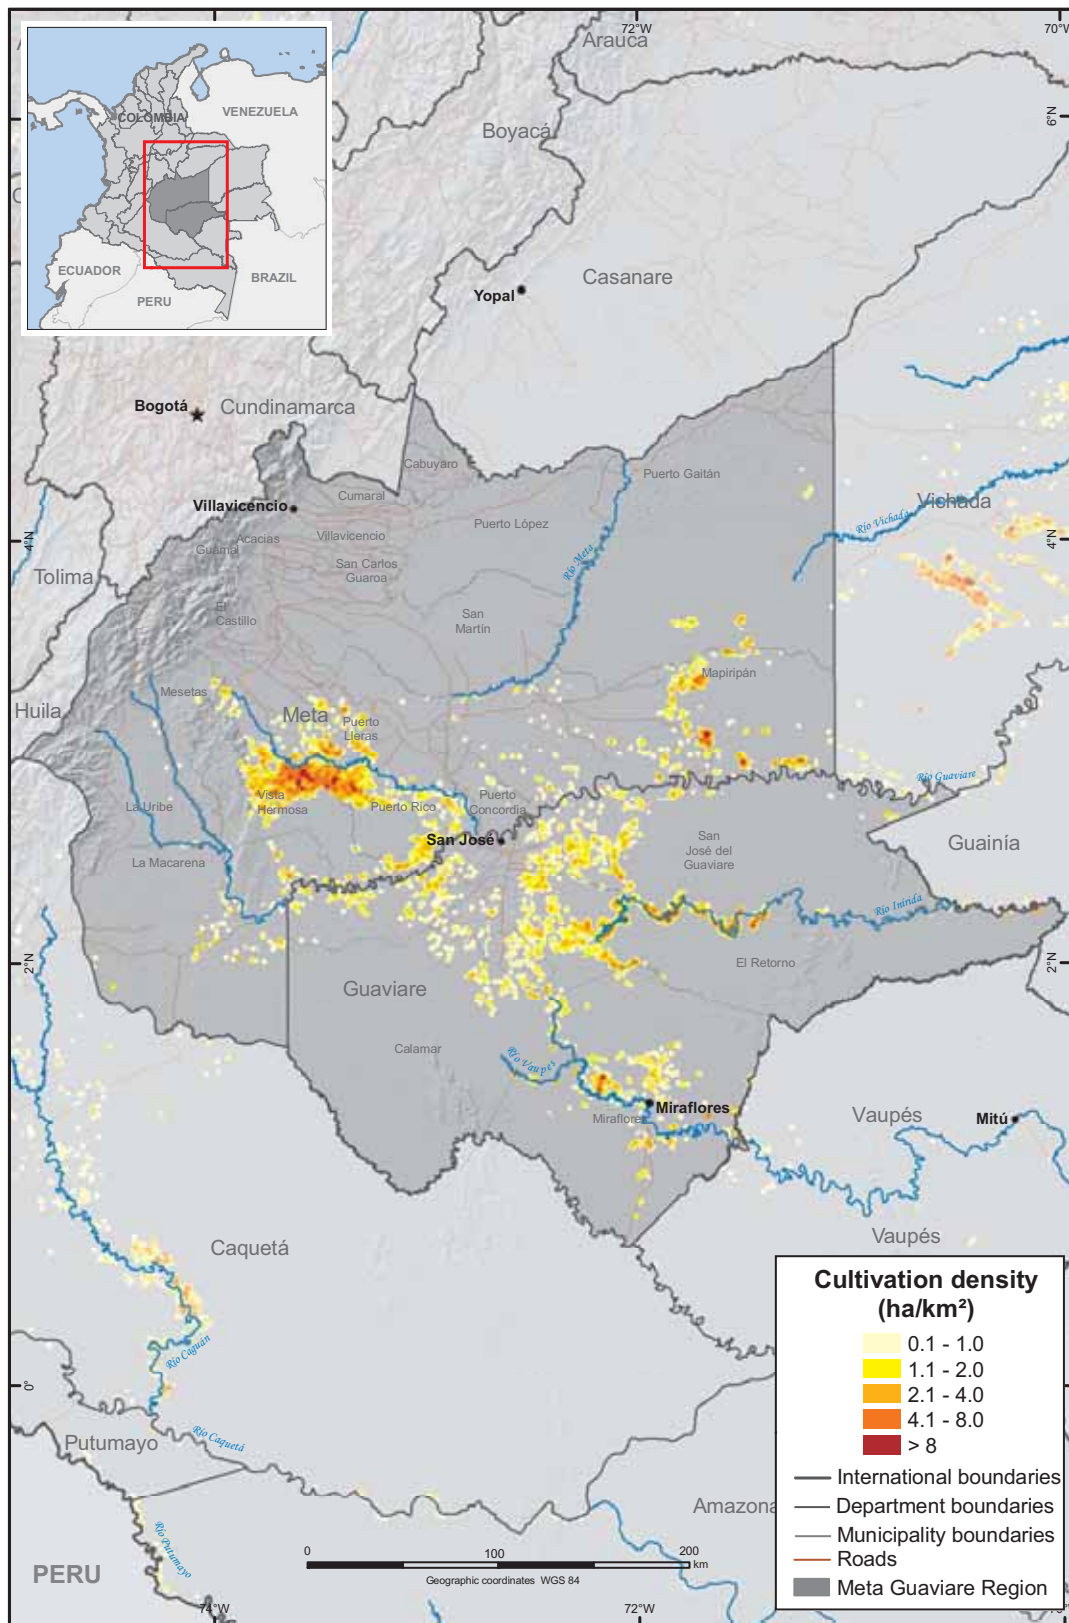 72°W
70°W
Arauca
6°N
COLOMBIA
VENEZUELA
ECUADOR
PERU
BRAZIL
Boyacá
Casanare
Yopal
Bogotá
Cundinamarca
Cabuyaro
Puerto Gaitán
Cumaral
Villavicencio
Puerto López
Río Vichada
Vichada
Acacias
Villavicencio
Guamal
4°N
4°N
San Carlos
Guaroa
Río Meta
Tolima
El
Castillo
San
Martín
Mapiripán
Mesetas
Huila
Meta
Puerto
Lleras
Río Guaviare
La Uribe
Vista
Hermosa
Puerto Rico
Puerto
Concordia
San José
San
José del
Guaviare
Guainía
La Macarena
Río Inírida
2°N
El Retorno
2°N
Guaviare
Calamar
Río Vaupes
Miraflores
Miraflores
Vaupés
Mitú
Caquetá
Vaupés
Río Caguán
0°
Putumayo
Río Caquetá
Amazona
Río Putumayo
PERU
0
100
200
km
Geographic coordinates WGS 84
74°W
72°W
Cultivation density
(ha/km²)
0.1 - 1.0
1.1 - 2.0
2.1 - 4.0
4.1 - 8.0
> 8
International boundaries
Department boundaries
Municipality boundaries
Roads
Meta Guaviare Region